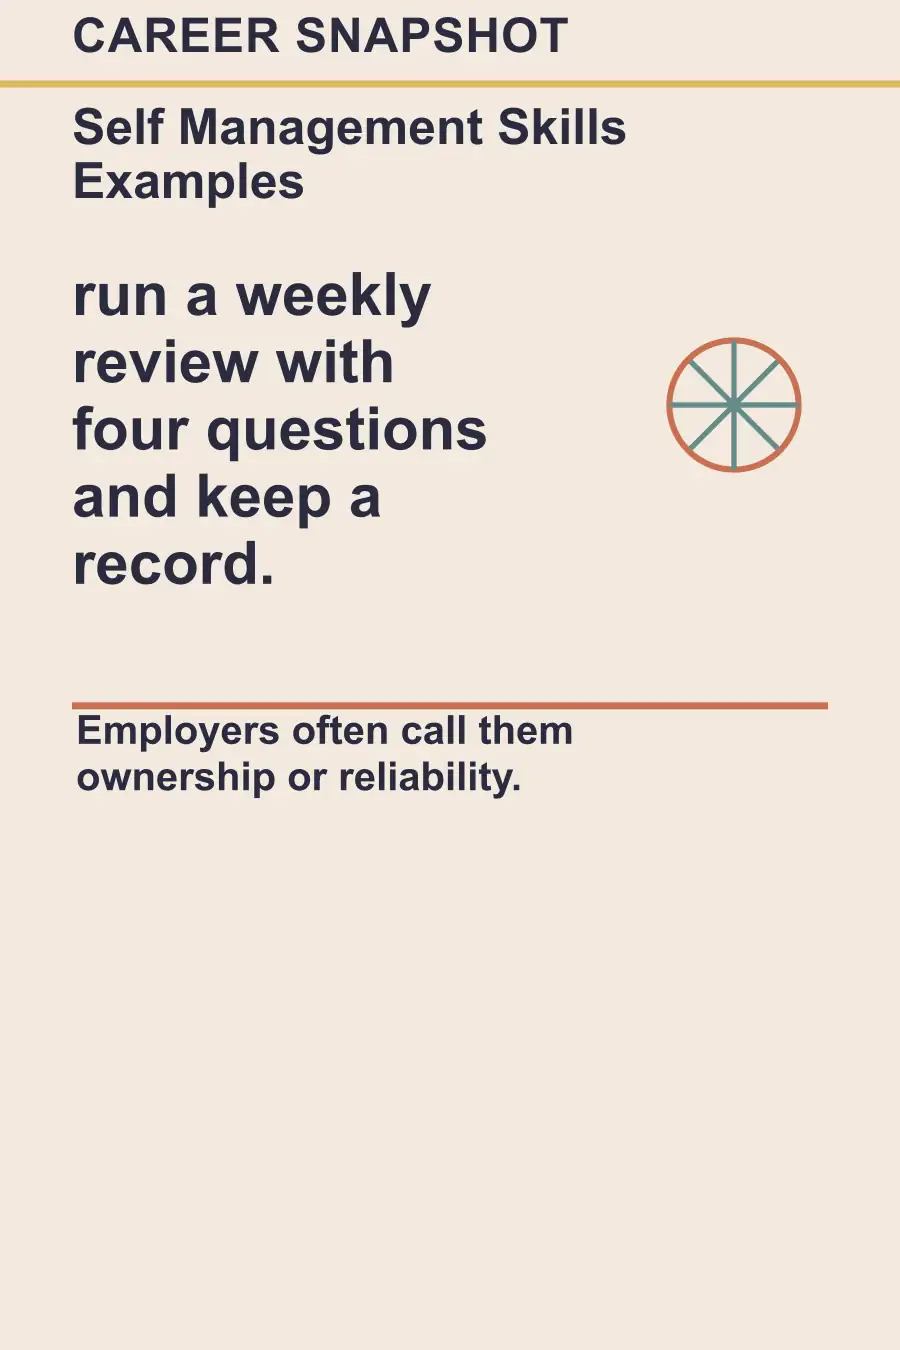 CAREER SNAPSHOT
Self Management Skills
Examples
run a weekly
review with
four questions
and keep a
record.
Employers often call them
ownership or reliability.